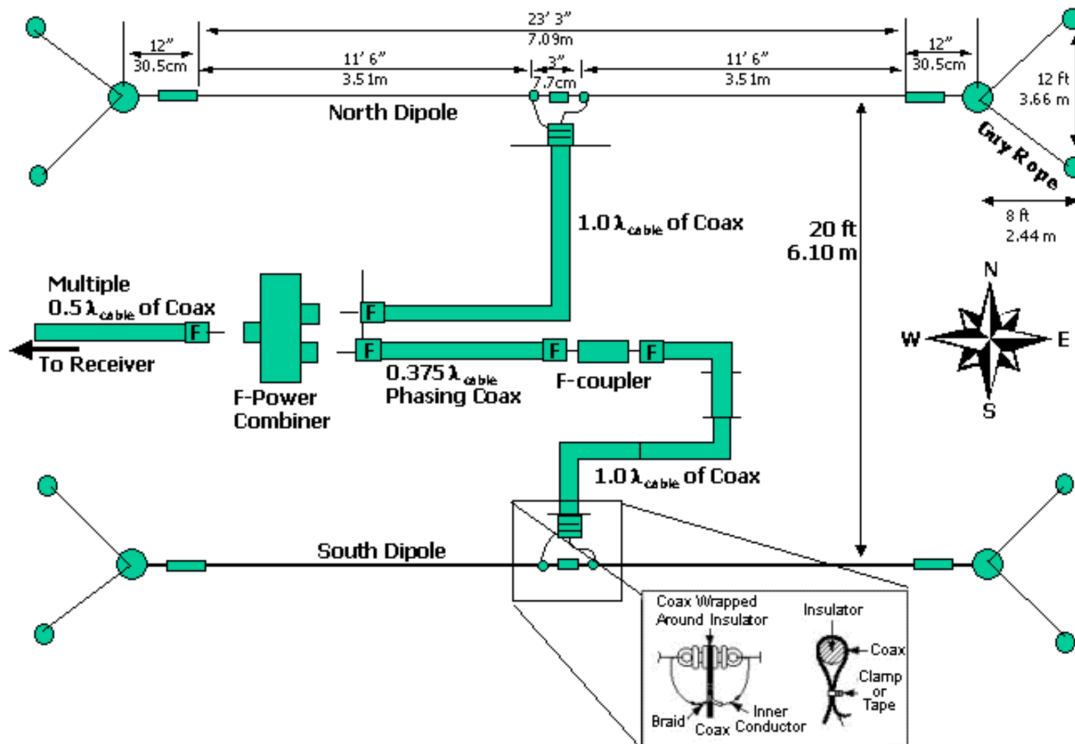 23' 3"
7.09m
12"
30.5cm
11' 6"
3.51m
3"
7.7cm
11' 6"
3.51m
12"
30.5cm
12 ft
3.66 m
North Dipole
Guy Rope
8 ft
2.44 m
1.0 λcable of Coax
20 ft
6.10 m
Multiple
0.5 λcable of Coax
F
F
To Receiver
F-Power
Combiner
F
F
F
0.375 λcable
Phasing Coax
F-coupler
N
W
E
S
1.0 λcable of Coax
South Dipole
Coax Wrapped
Around Insulator
Insulator
Coax
Clamp
or
Tape
Braid
Inner
Conductor
Coax